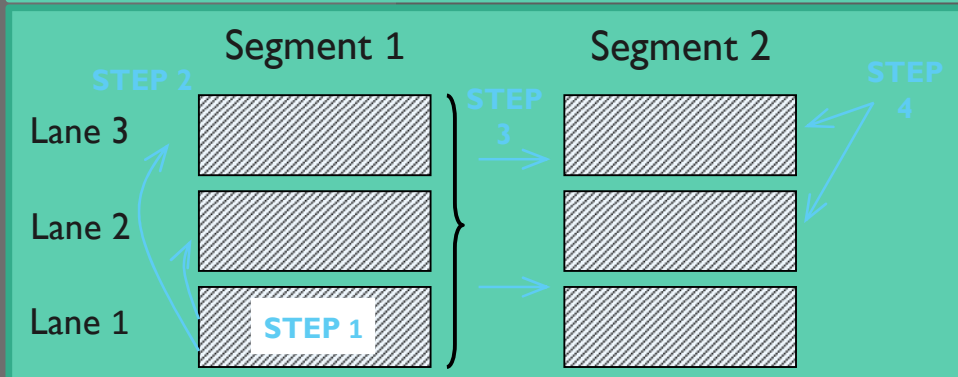 Segment 1
Segment 2
STEP 2
STEP
3
STEP
4
Lane 3
Lane 2
Lane 1
STEP 1